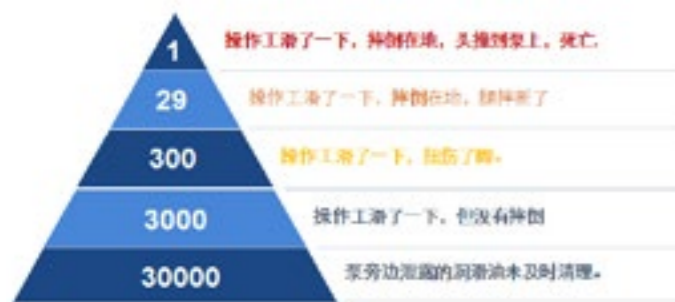 1
操作工滑了一下,摔倒在地,头撞到泵上,死亡.
29
操作工滑了一下,摔倒在地,腿摔断了
300
操作工滑了一下,扭伤了脚。
3000
操作工滑了一下,但没有摔倒
30000
泵旁边泄露的润滑油未及时清理。